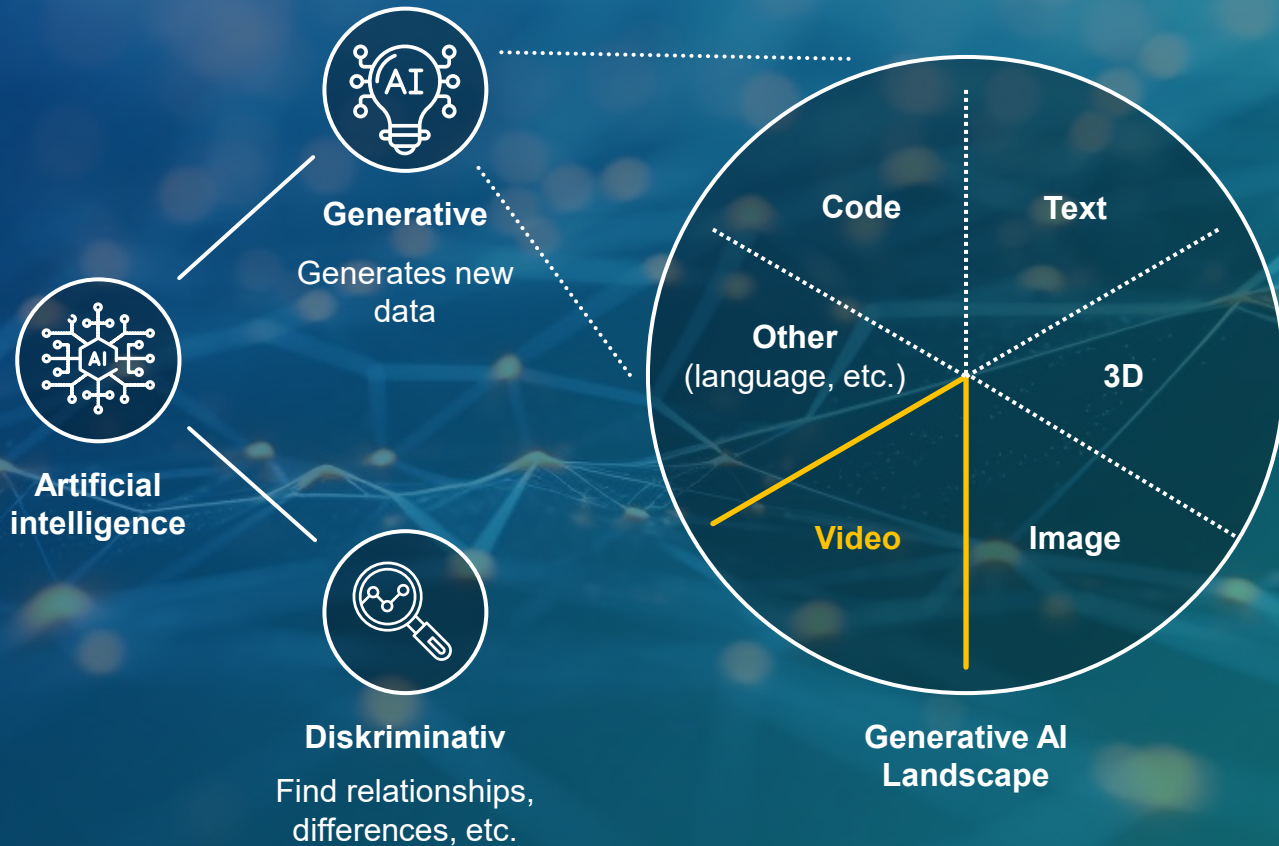 AI
Generative
Generates new
data
AI
Artificial
intelligence
Diskriminativ
Find relationships,
differences, etc.
Code
Text
Other
(language, etc.)
3D
Video
Image
Generative AI
Landscape